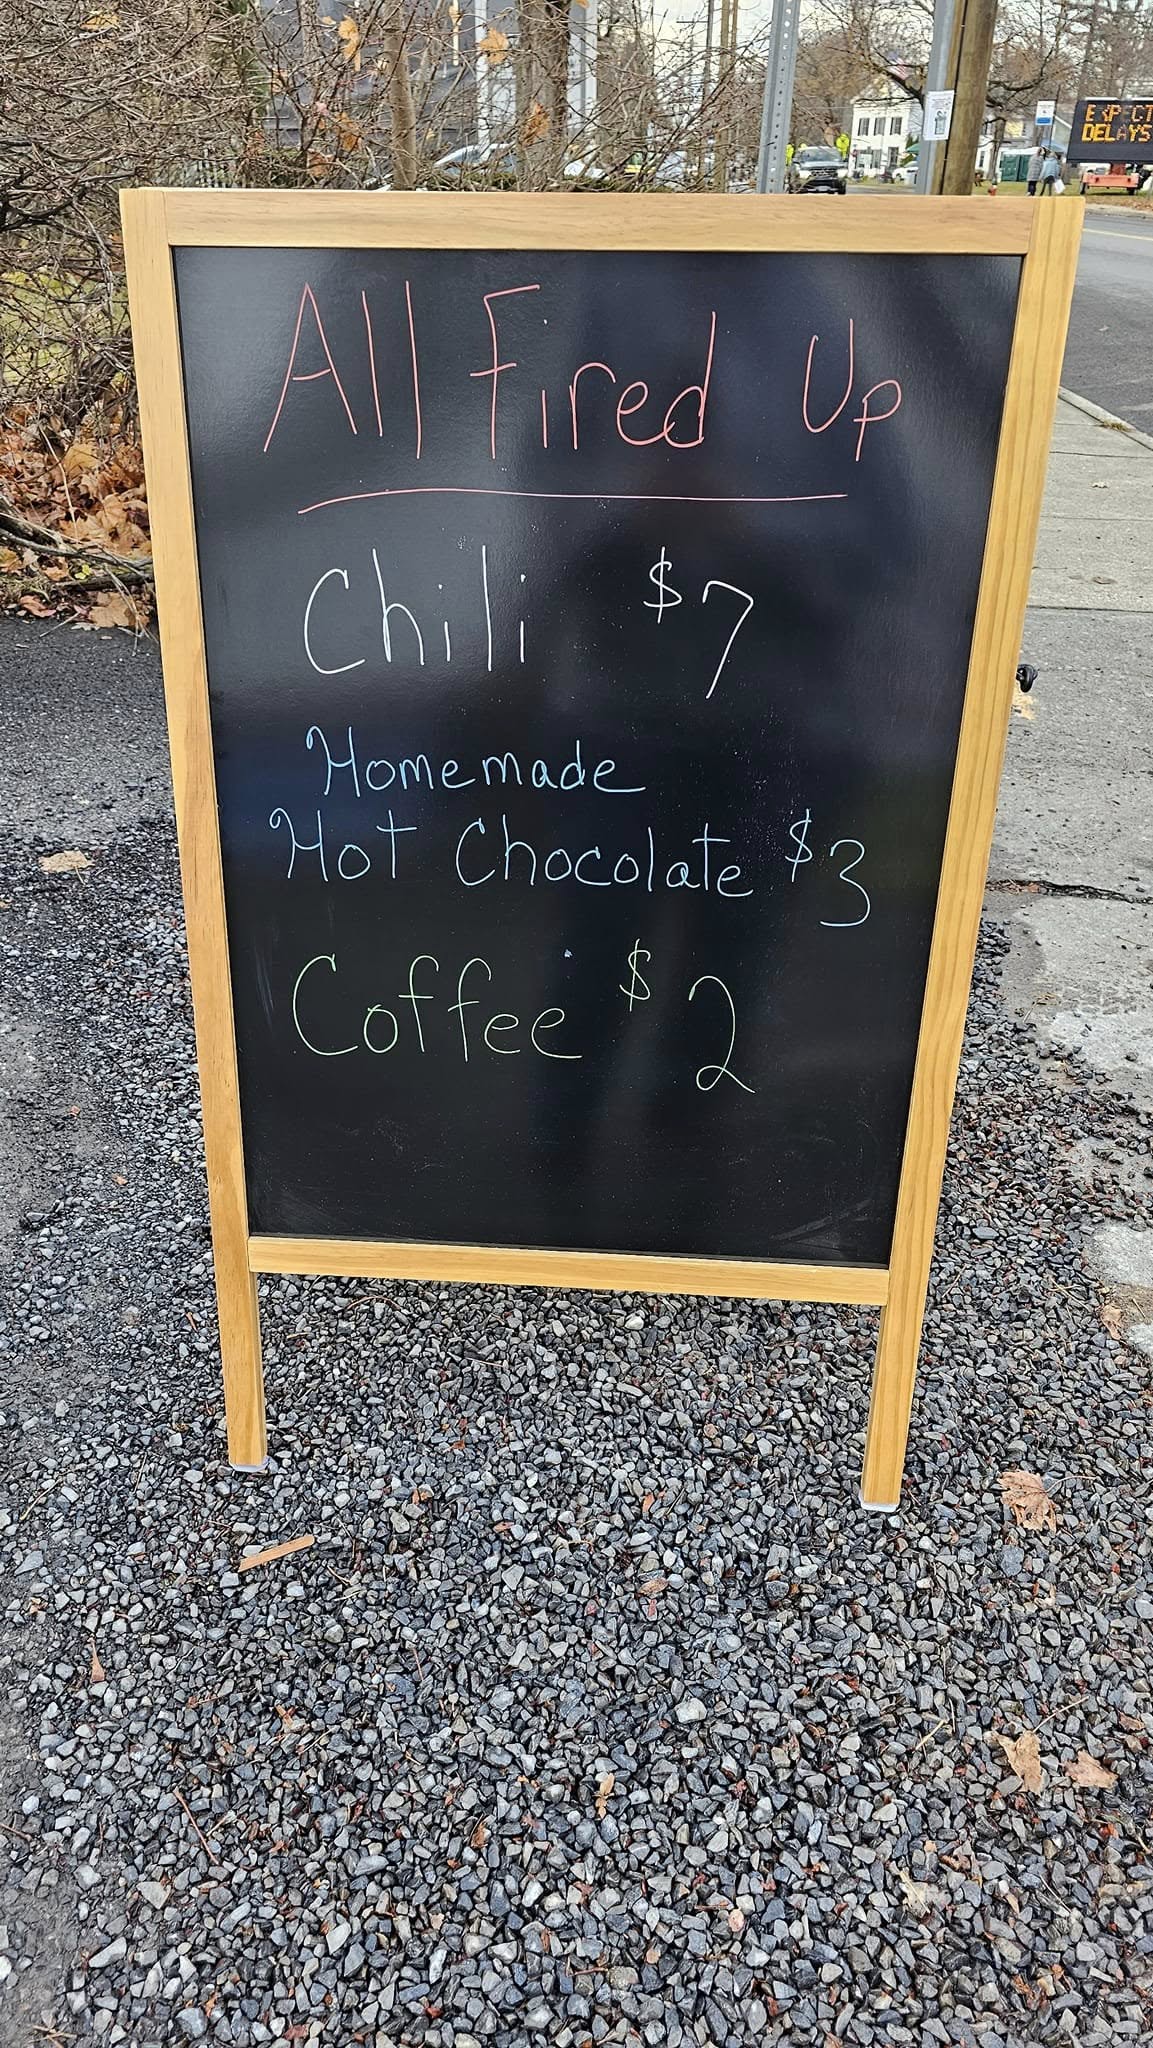 EXPECT
DELAYS
All Fired Up
Chili $7
Homemade
Hot Chocolate $3
Coffee $2